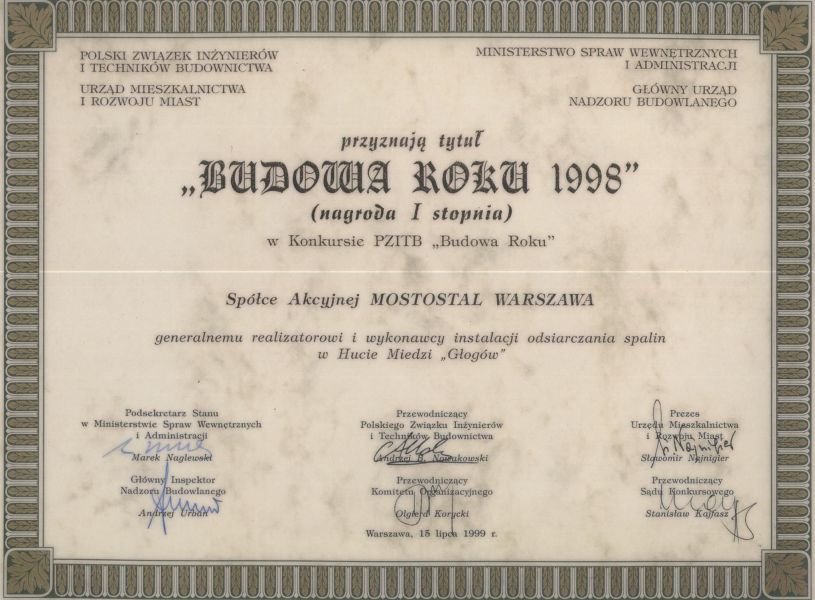 POLSKI ZWIĄZEK INŻYNIERÓW
I TECHNIKÓW BUDOWNICTWA
URZĄD MIESZKALNICTWA
I ROZWOJU MIAST
MINISTERSTWO SPRAW WEWNĘTRZNYCH
I ADMINISTRACJI
GŁÓWNY URZĄD
NADZORU BUDOWLANEGO
przyznają tytuł
„BUDOWA ROKU 1998”
(nagroda I stopnia)
w Konkursie PZITB „Budowa Roku”
Spółce Akcyjnej MOSTOSTAL WARSZAWA
generalnemu realizatorowi i wykonawcy instalacji odsiarczania spalin
w Hucie Miedzi „Głogów”
Podsekretarz Stanu
w Ministerstwie Spraw Wewnętrznych
i Administracji
Marek Naglewski
Główny Inspektor
Nadzoru Budowlanego
Andrzej Urban
Przewodniczący
Polskiego Związku Inżynierów
i Techników Budownictwa
Andrzej B. Nowakowski
Przewodniczący
Komitetu Organizacyjnego
Olgierd Korycki
Prezes
Urzędu Mieszkalnictwa
i Rozwoju Miast
Sławomir Najnigier
Przewodniczący
Sądu Konkursowego
Stanisław Kajfasz
Warszawa, 15 lipca 1999 r.